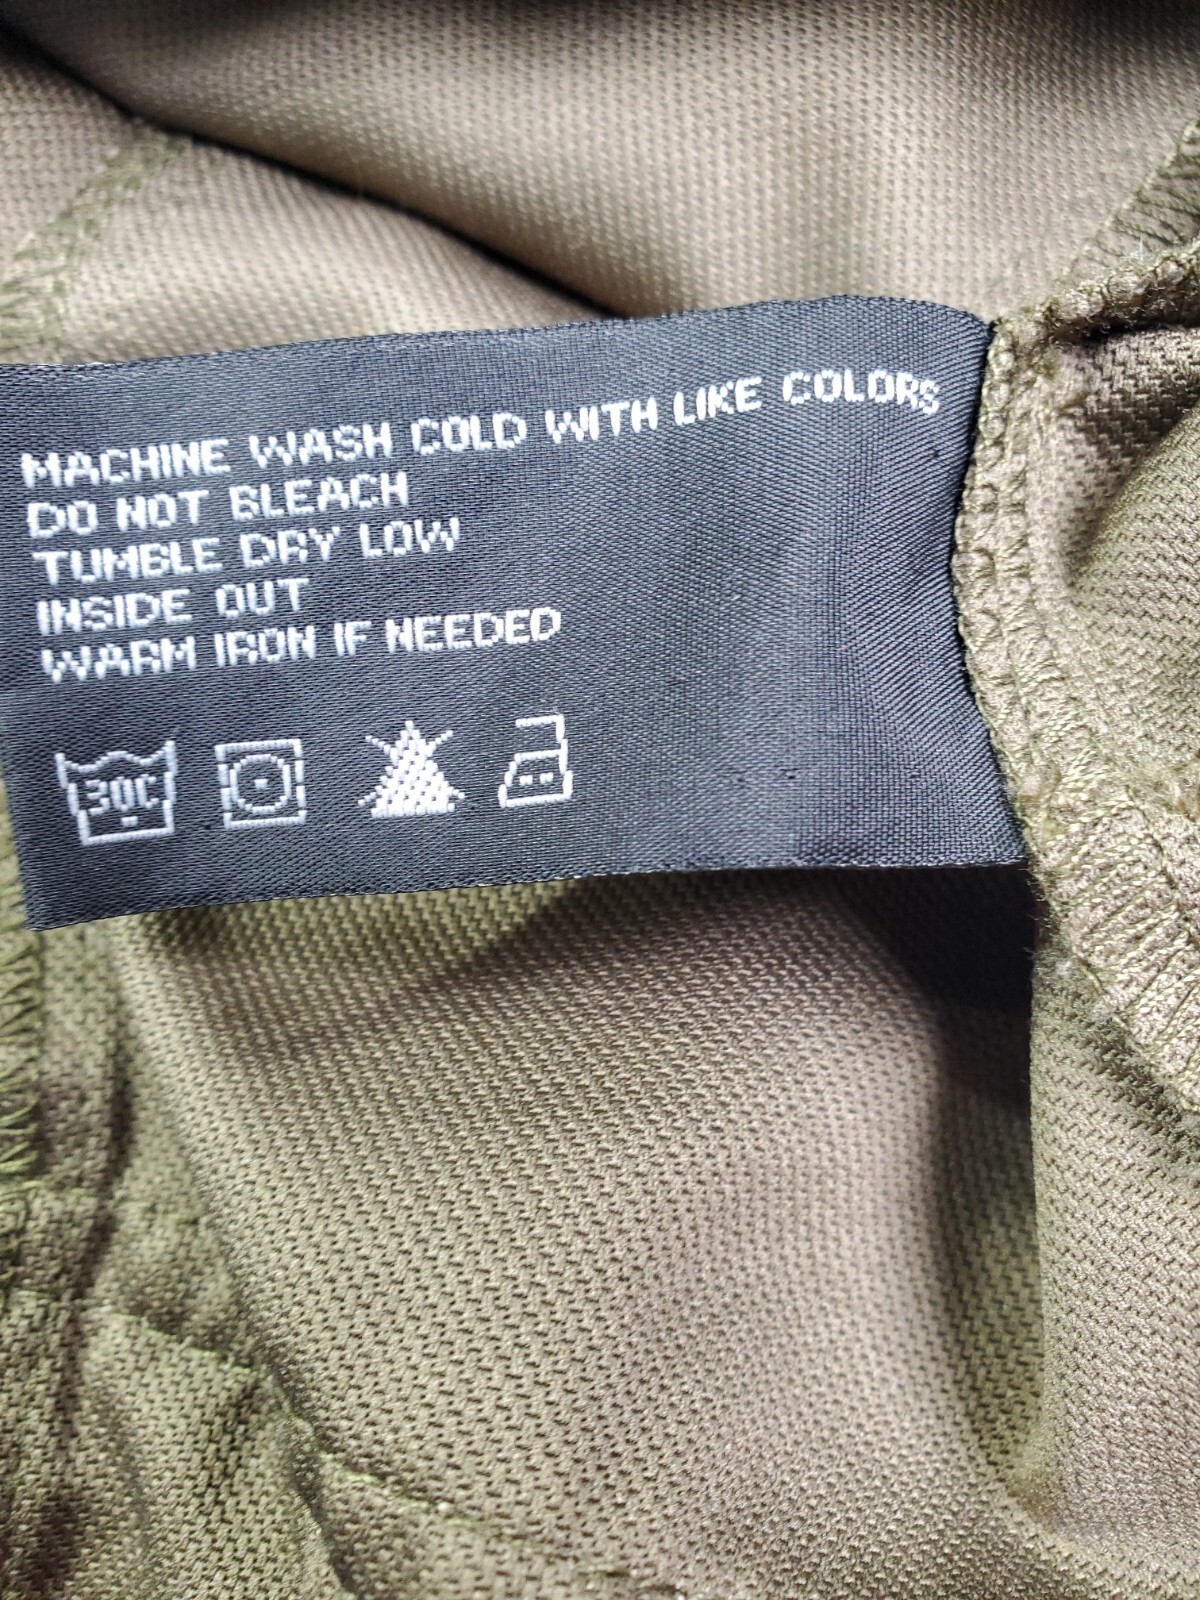 MACHINE WASH COLD WITH LIKE COLORS
DO NOT BLEACH
TUMBLE DRY LOW
INSIDE OUT
WARM IRON IF NEEDED
30C